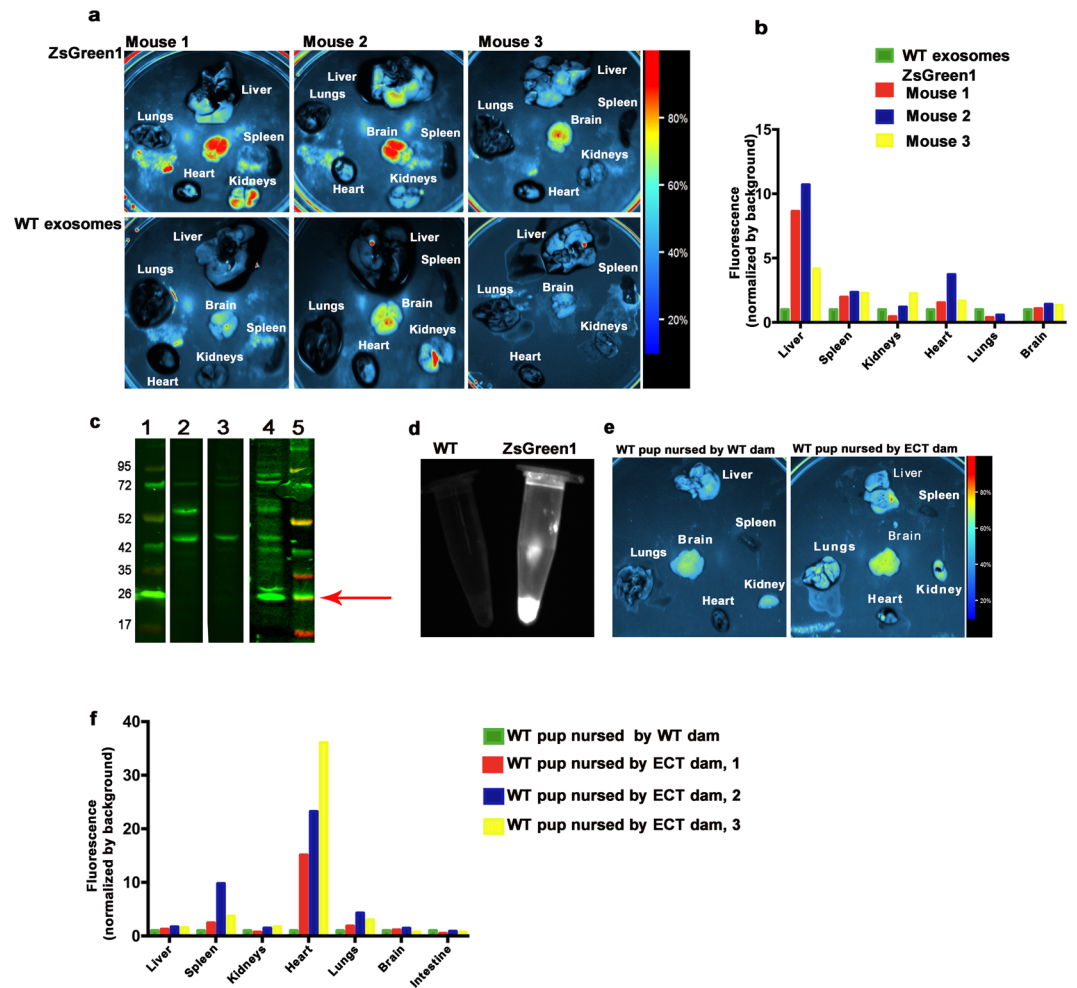 a
Mouse 1
Mouse 2
Mouse 3
ZsGreen1
Liver
Lungs
Spleen
Heart
Kidneys
Liver
Lungs
Brain
Spleen
Heart
Kidneys
Liver
Lungs
Spleen
Brain
Kidneys
Heart
80%
60%
40%
20%
WT exosomes
Liver
Lungs
Brain
Spleen
Kidneys
Heart
Liver
Spleen
Lungs
Brain
Kidneys
Heart
Liver
Spleen
Lungs
Brain
Kidneys
Heart
b
WT exosomes
ZsGreen1
Mouse 1
Mouse 2
Mouse 3
Fluorescence
(normalized by background)
15
10
5
0
Liver
Spleen
Kidneys
Heart
Lungs
Brain
c
1 2 3 4 5
95
72
52
42
35
26
17
d
WT ZsGreen1
e
WT pup nursed by WT dam
Liver
Spleen
Brain
Lungs
Kidney
Heart
WT pup nursed by ECT dam
Liver
Spleen
Brain
Lungs
Kidney
Heart
80%
60%
40%
20%
f
Fluorescence
(normalized by background)
40
30
20
10
0
Liver
Spleen
Kidneys
Heart
Lungs
Brain
Intestine
WT pup nursed by WT dam
WT pup nursed by ECT dam, 1
WT pup nursed by ECT dam, 2
WT pup nursed by ECT dam, 3